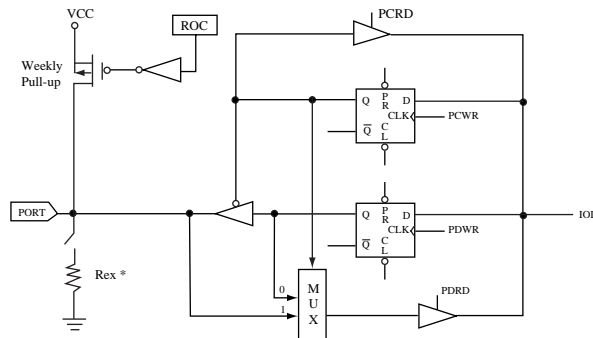 VCC
ROC
PCRD
Weekly
Pull-up
Q
P
R
D
CLK
PCWR
Q
C
L
PORT
Q
P
R
D
IOI
CLK
PDWR
Q
C
L
Rex *
0
1
M
U
X
PDRD